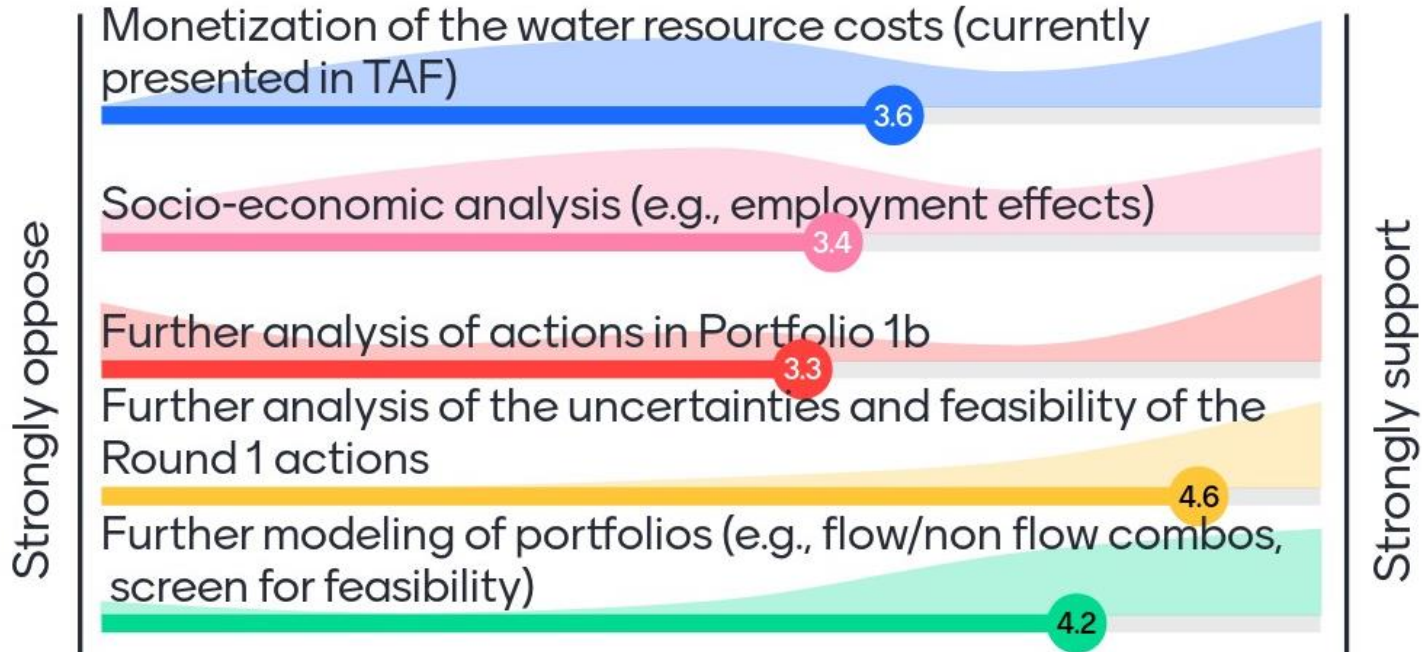 Strongly oppose
Monetization of the water resource costs (currently
presented in TAF)
3.6
Socio-economic analysis (e.g., employment effects)
3.4
Further analysis of actions in Portfolio 1b
3.3
Further analysis of the uncertainties and feasibility of the
Round 1 actions
4.6
Further modeling of portfolios (e.g., flow/non flow combos,
screen for feasibility)
4.2
Strongly support